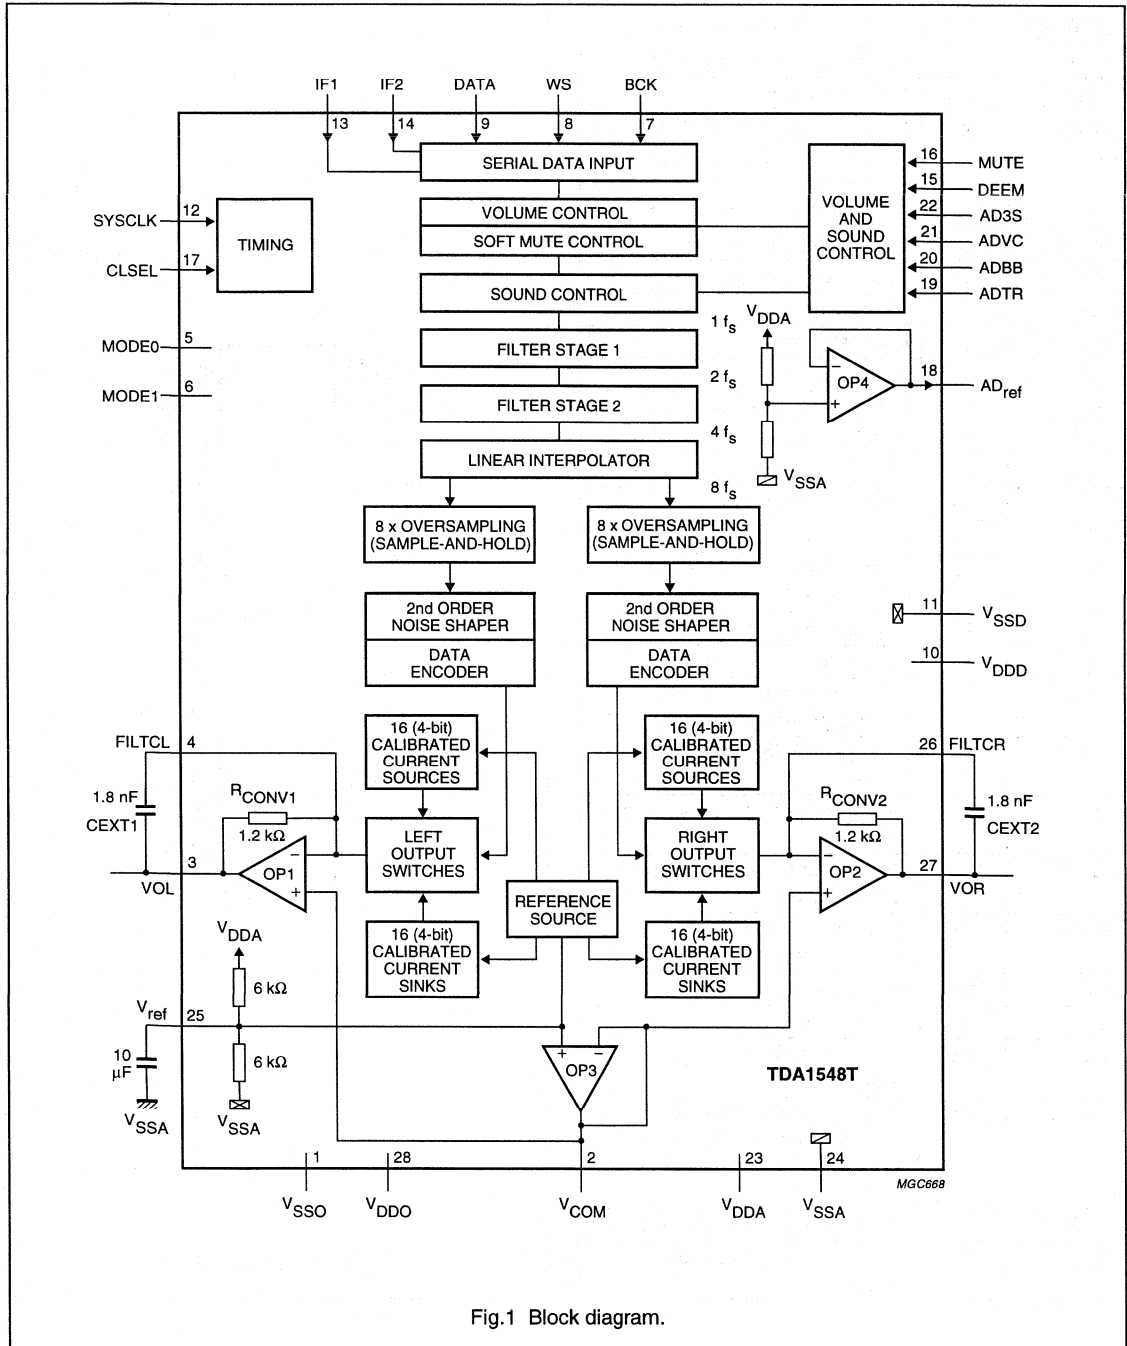 IF1 IF2 DATA WS BCK
13 14 9 8 7
SERIAL DATA INPUT
VOLUME CONTROL
SOFT MUTE CONTROL
SOUND CONTROL
FILTER STAGE 1
FILTER STAGE 2
LINEAR INTERPOLATOR
VOLUME
AND
SOUND
CONTROL
16 MUTE
15 DEEM
22 AD3S
21 ADVC
20 ADBB
19 ADTR
SYSCLK 12
CLSEL 17
TIMING
MODE0 5
MODE1 6
1 fs
2 fs
4 fs
8 fs
VDDA
OP4
−
+
18 ADref
VSSA
8 x OVERSAMPLING
(SAMPLE-AND-HOLD)
8 x OVERSAMPLING
(SAMPLE-AND-HOLD)
2nd ORDER
NOISE SHAPER
DATA
ENCODER
2nd ORDER
NOISE SHAPER
DATA
ENCODER
11 VSSD
10 VDDD
FILTCL 4
1.8 nF
CEXT1
RCONV1
1.2 kΩ
3
VOL
OP1
−
+
16 (4-bit)
CALIBRATED
CURRENT
SOURCES
LEFT
OUTPUT
SWITCHES
16 (4-bit)
CALIBRATED
CURRENT
SINKS
REFERENCE
SOURCE
16 (4-bit)
CALIBRATED
CURRENT
SOURCES
RIGHT
OUTPUT
SWITCHES
16 (4-bit)
CALIBRATED
CURRENT
SINKS
26 FILTCR
RCONV2
1.2 kΩ
1.8 nF
CEXT2
OP2
−
+
27
VOR
VDDA
6 kΩ
Vref 25
10
µF
6 kΩ
VSSA
VSSA
+ −
OP3
TDA1548T
1 28 2 23 24
MGC668
VSSO VDDO VCOM VDDA VSSA
Fig.1 Block diagram.